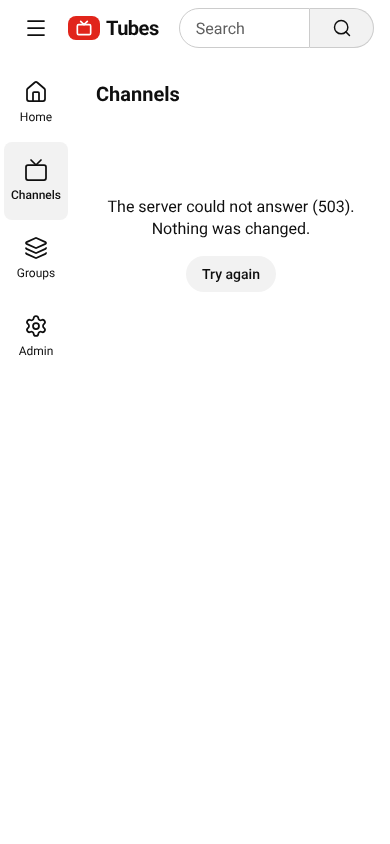 Tubes
Search
Home
Channels
Groups
Admin
Channels
The server could not answer (503).
Nothing was changed.
Try again